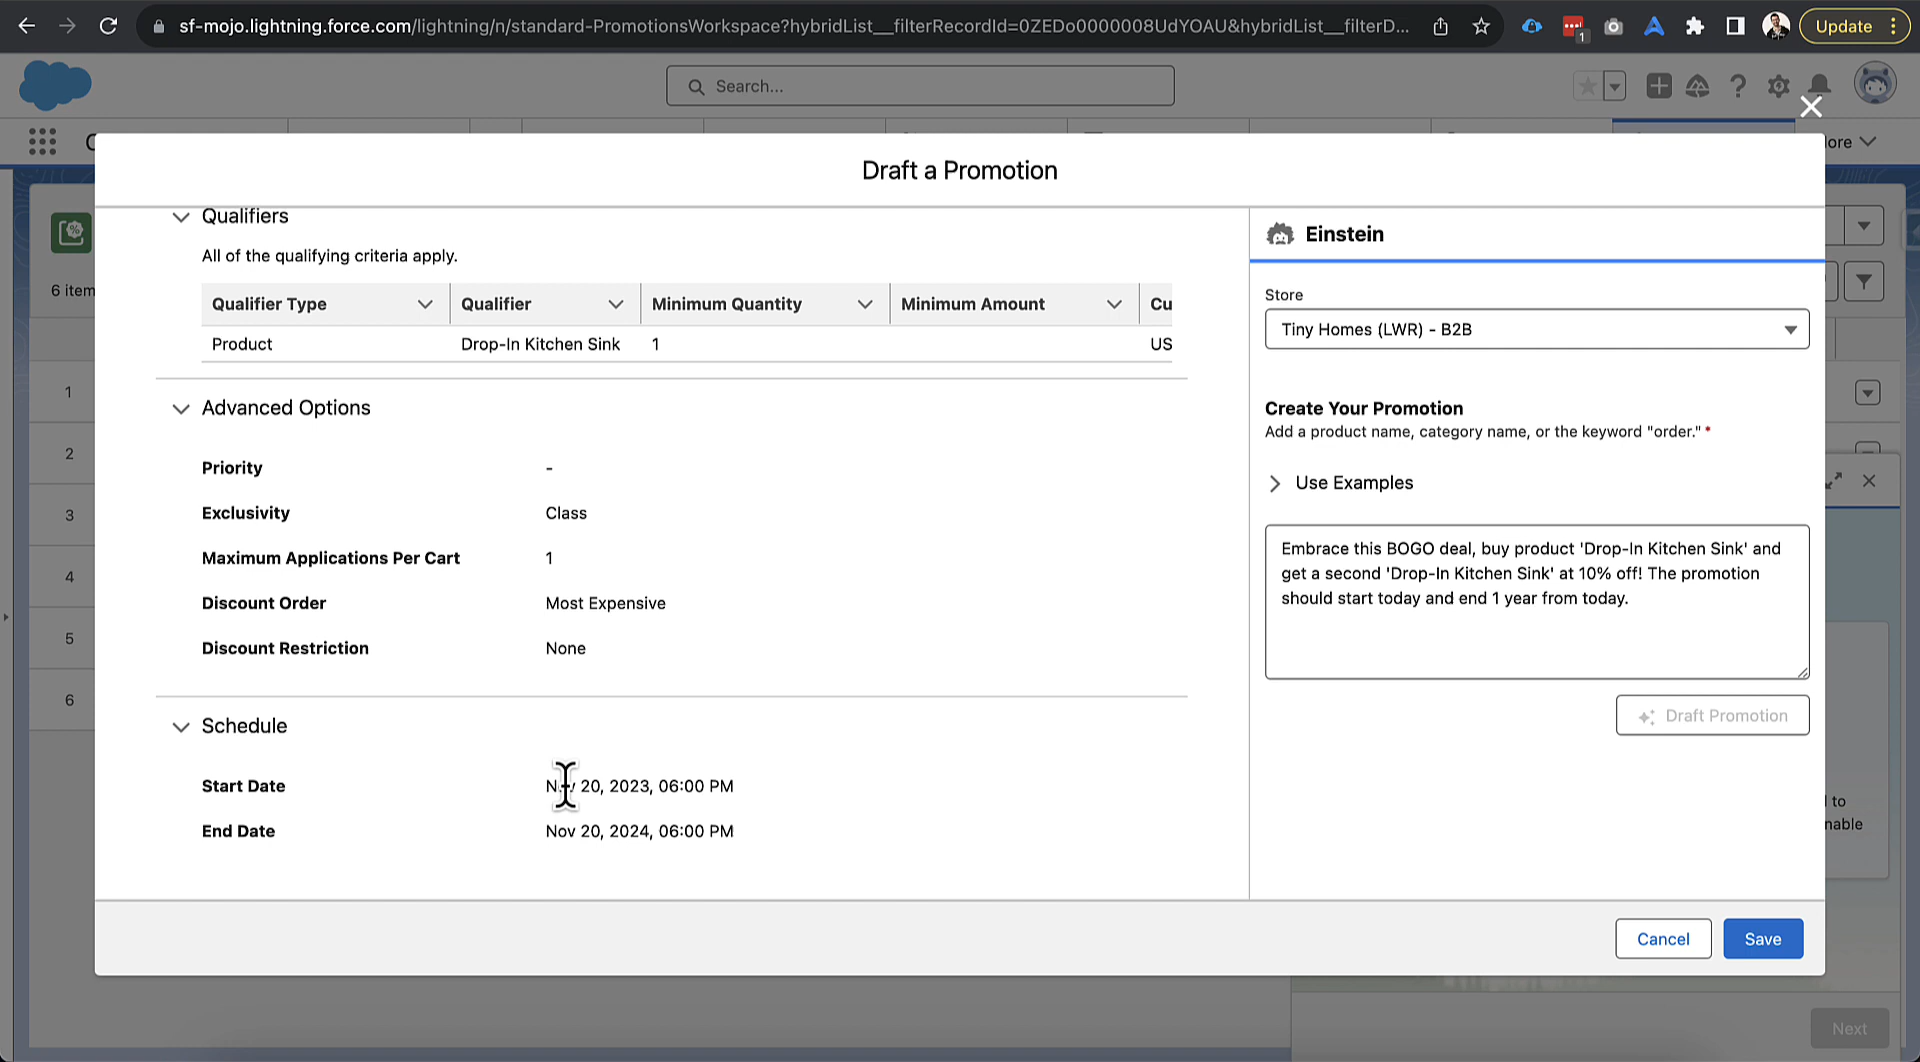 sf-mojo.lightning.force.com/lightning/n/standard-PromotionsWorkspace?hybridList__filterRecordId=0ZEDo0000008UdYOAU&hybridList__filterD...
1
Update
Search...
Draft a Promotion
ore
6 item
1
2
3
4
5
6
Qualifiers
All of the qualifying criteria apply.
Qualifier Type Qualifier Minimum Quantity Minimum Amount Cu
Product Drop-In Kitchen Sink 1 US
Advanced Options
Priority -
Exclusivity Class
Maximum Applications Per Cart 1
Discount Order Most Expensive
Discount Restriction None
Schedule
Start Date Nov 20, 2023, 06:00 PM
End Date Nov 20, 2024, 06:00 PM
Einstein
Store
Tiny Homes (LWR) - B2B
Create Your Promotion
Add a product name, category name, or the keyword "order." *
Use Examples
Embrace this BOGO deal, buy product 'Drop-In Kitchen Sink' and
get a second 'Drop-In Kitchen Sink' at 10% off! The promotion
should start today and end 1 year from today.
Draft Promotion
l to
nable
Cancel Save
Next